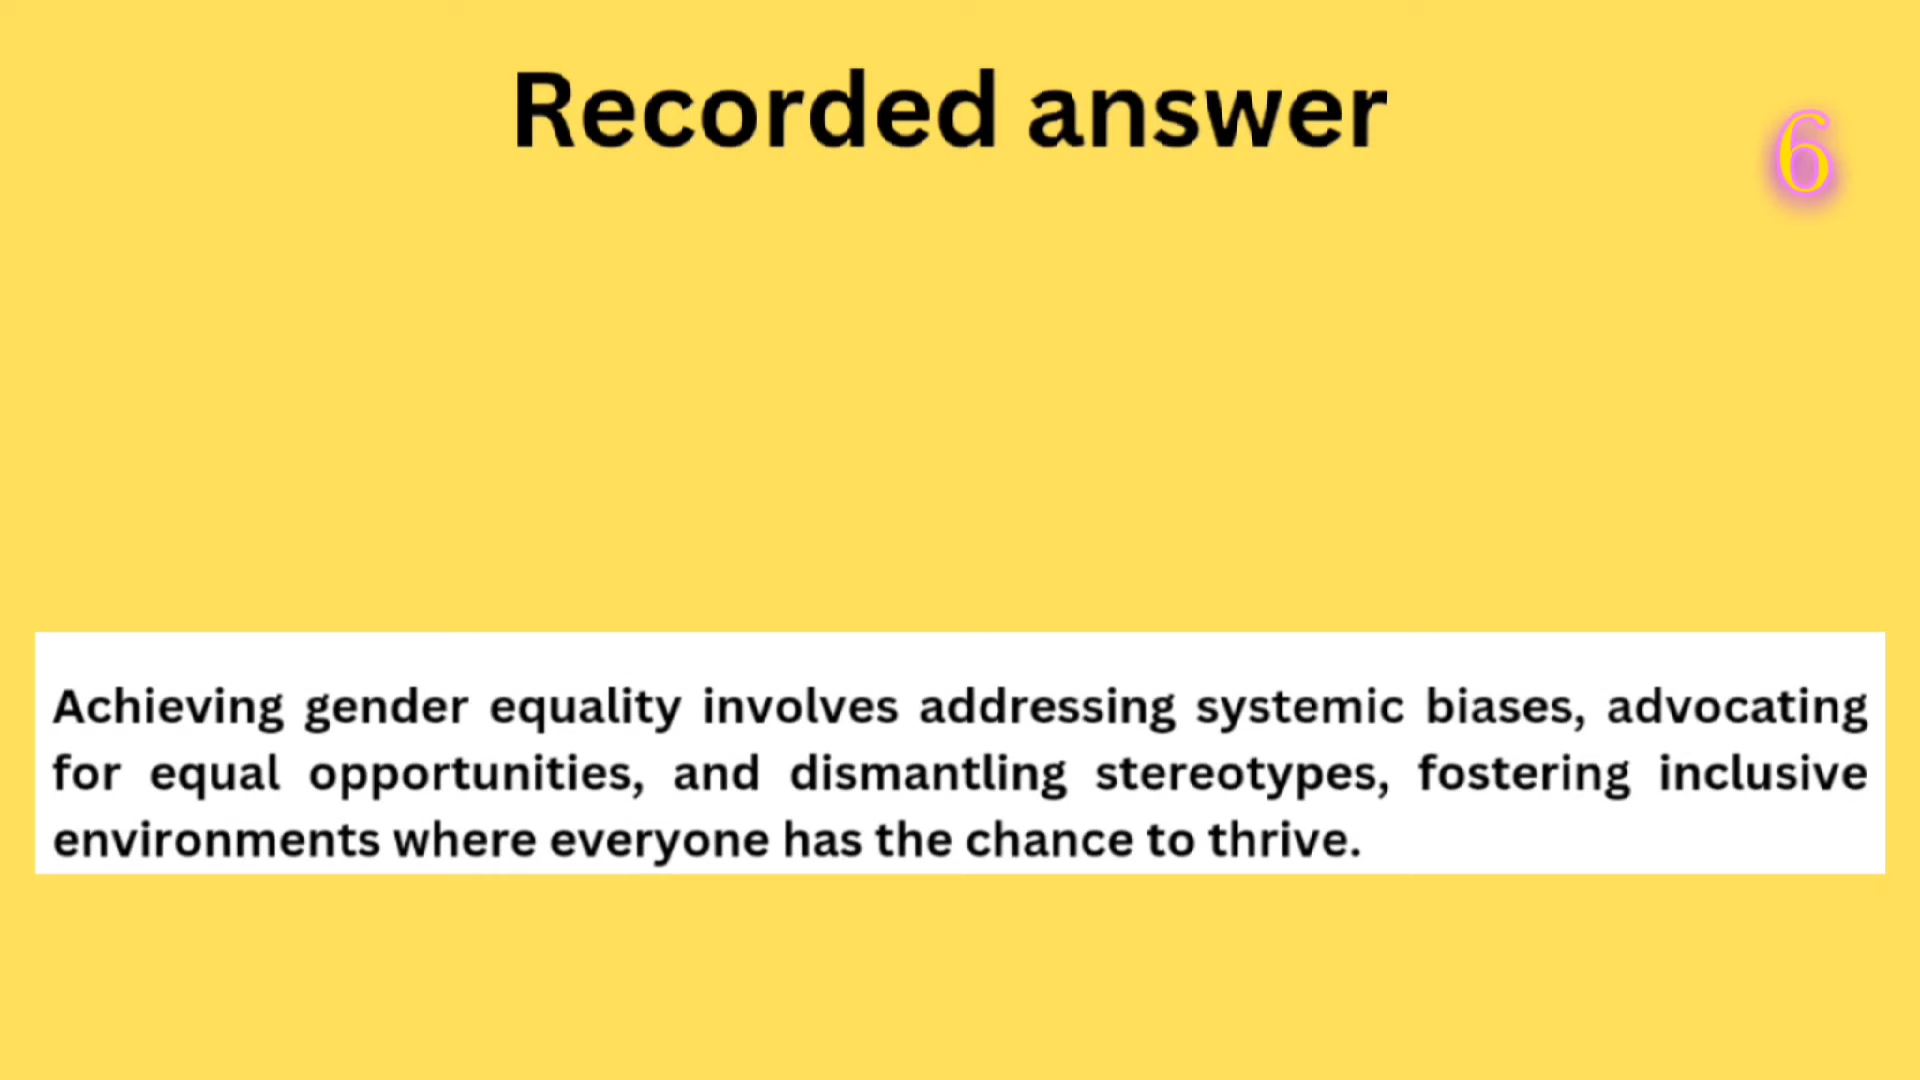 Recorded answer
6
Achieving gender equality involves addressing systemic biases, advocating
for equal opportunities, and dismantling stereotypes, fostering inclusive
environments where everyone has the chance to thrive.